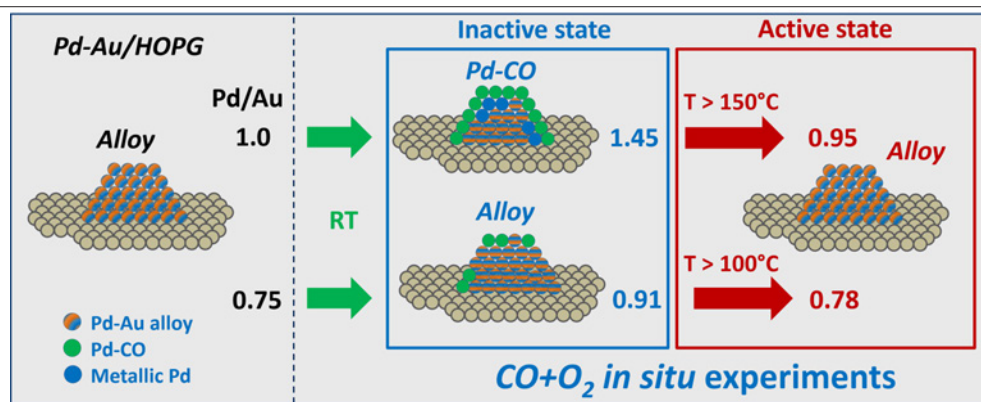 Pd-Au/HOPG
Pd/Au
1.0
Alloy
0.75
Pd-Au alloy
Pd-CO
Metallic Pd
RT
Inactive state
Pd-CO
1.45
Alloy
0.91
Active state
T > 150°C
0.95
Alloy
T > 100°C
0.78
CO+O₂ in situ experiments